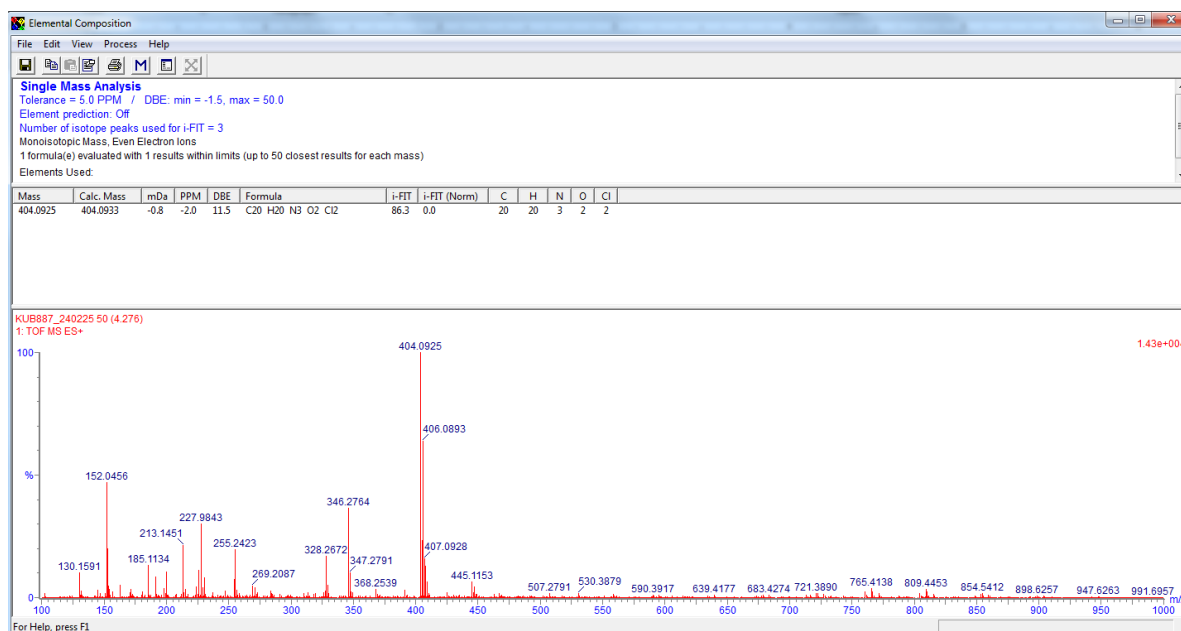 Elemental Composition
File Edit View Process Help
M
Single Mass Analysis
Tolerance = 5.0 PPM / DBE: min = -1.5, max = 50.0
Element prediction: Off
Number of isotope peaks used for i-FIT = 3
Monoisotopic Mass, Even Electron Ions
1 formula(e) evaluated with 1 results within limits (up to 50 closest results for each mass)
Elements Used:
Mass Calc. Mass mDa PPM DBE Formula i-FIT i-FIT (Norm) C H N O Cl
404.0925 404.0933 -0.8 -2.0 11.5 C20 H20 N3 O2 Cl2 86.3 0.0 20 20 3 2 2
KUB887_240225 50 (4.276)
1: TOF MS ES+
1.43e+004
100
%
0
404.0925
406.0893
152.0456
346.2764
227.9843
213.1451
255.2423
328.2672
407.0928
185.1134
347.2791
130.1591
269.2087
368.2539
445.1153
507.2791
530.3879
590.3917
639.4177
683.4274
721.3890
765.4138
809.4453
854.5412
898.6257
947.6263
991.6957
100 150 200 250 300 350 400 450 500 550 600 650 700 750 800 850 900 950 1000
For Help, press F1